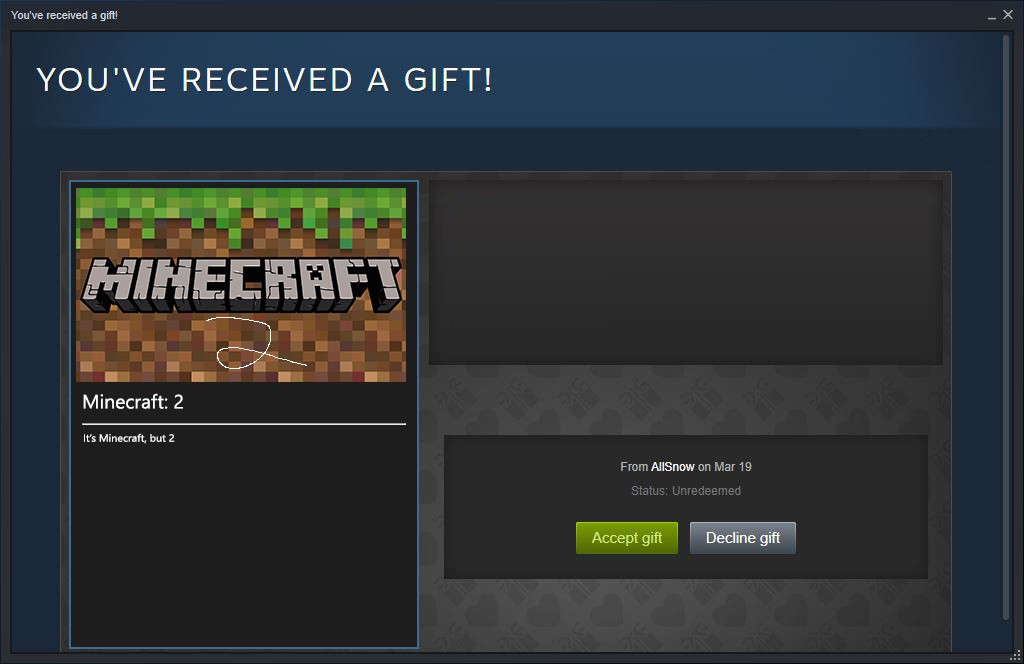 You've received a gift!
YOU'VE RECEIVED A GIFT!
MINECRAFT
2
Minecraft: 2
It's Minecraft, but 2
From AllSnow on Mar 19
Status: Unredeemed
Accept gift
Decline gift